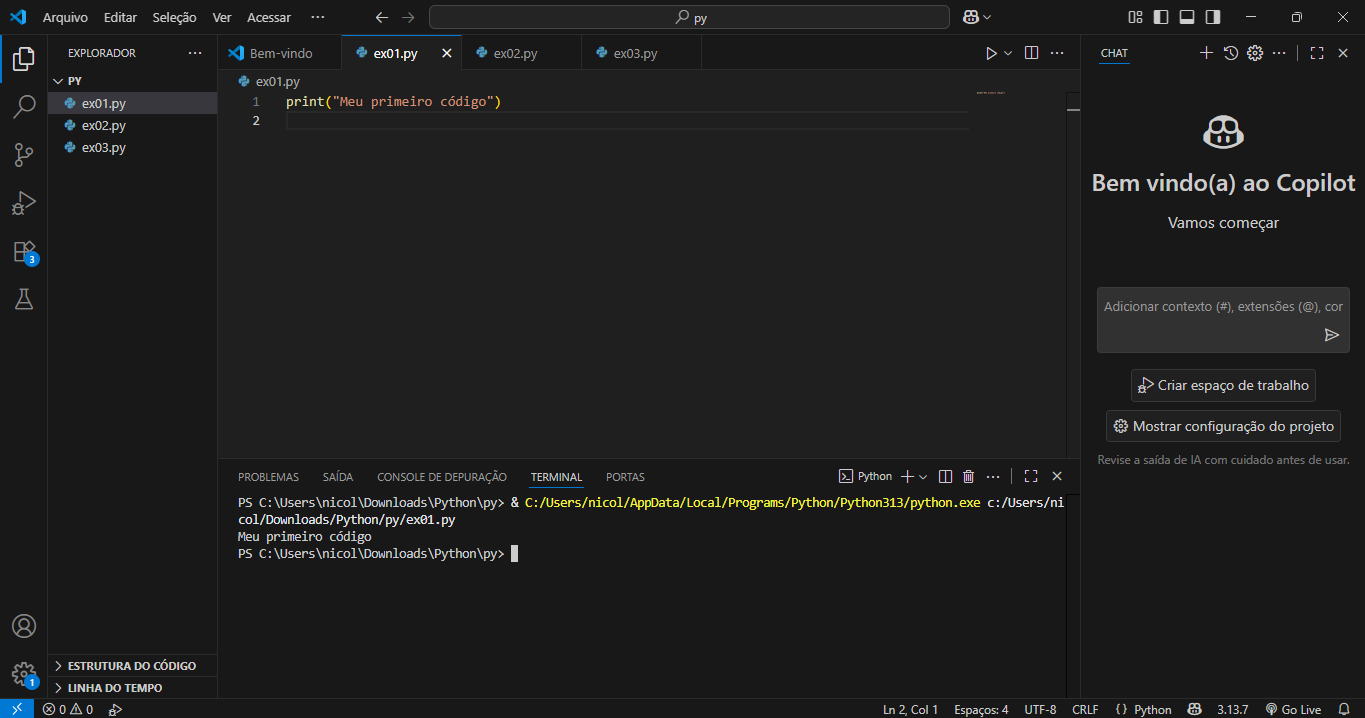 Arquivo Editar Seleção Ver Acessar ··· py
EXPLORADOR ···
PY
ex01.py
ex02.py
ex03.py
ESTRUTURA DO CÓDIGO
LINHA DO TEMPO
3
1
Bem-vindo ex01.py ex02.py ex03.py
ex01.py
1 print("Meu primeiro código")
2
PROBLEMAS SAÍDA CONSOLE DE DEPURAÇÃO TERMINAL PORTAS Python
PS C:\Users\nicol\Downloads\Python\py> & C:/Users/nicol/AppData/Local/Programs/Python/Python313/python.exe c:/Users/ni
col/Downloads/Python/py/ex01.py
Meu primeiro código
PS C:\Users\nicol\Downloads\Python\py>
CHAT
Bem vindo(a) ao Copilot
Vamos começar
Adicionar contexto (#), extensões (@), cor
Criar espaço de trabalho
Mostrar configuração do projeto
Revise a saída de IA com cuidado antes de usar.
0 0 Ln 2, Col 1 Espaços: 4 UTF-8 CRLF {} Python 3.13.7 Go Live